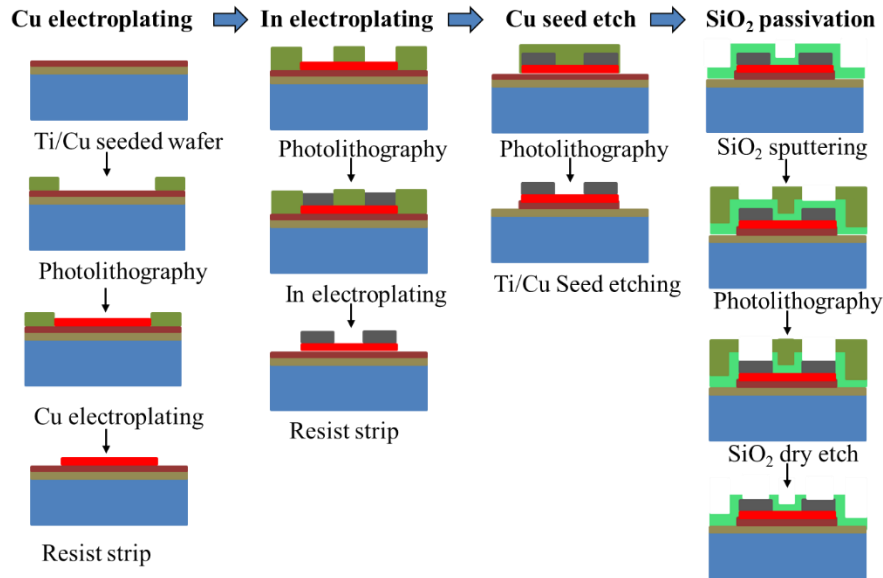 Cu electroplating
In electroplating
Cu seed etch
SiO₂ passivation
Ti/Cu seeded wafer
Photolithography
Cu electroplating
Resist strip
Photolithography
In electroplating
Resist strip
Photolithography
Ti/Cu Seed etching
SiO₂ sputtering
Photolithography
SiO₂ dry etch